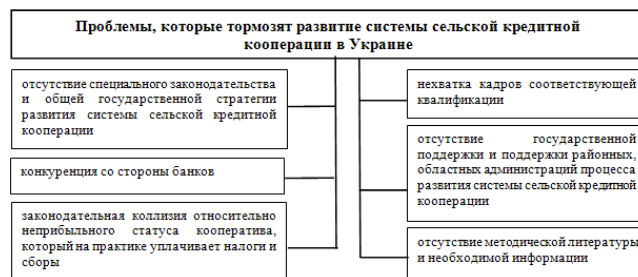 Проблемы, которые тормозят развитие системы сельской кредитной
кооперации в Украине
отсутствие специального законодательства
и общей государственной стратегии
развития системы сельской кредитной
кооперации
конкуренция со стороны банков
законодательная коллизия относительно
неприбыльного статуса кооператива,
который на практике уплачивает налоги и
сборы
нехватка кадров соответствующей
квалификации
отсутствие государственной
поддержки и поддержки районных,
областных администраций процесса
развития системы сельской кредитной
кооперации
отсутствие методической литературы
и необходимой информации